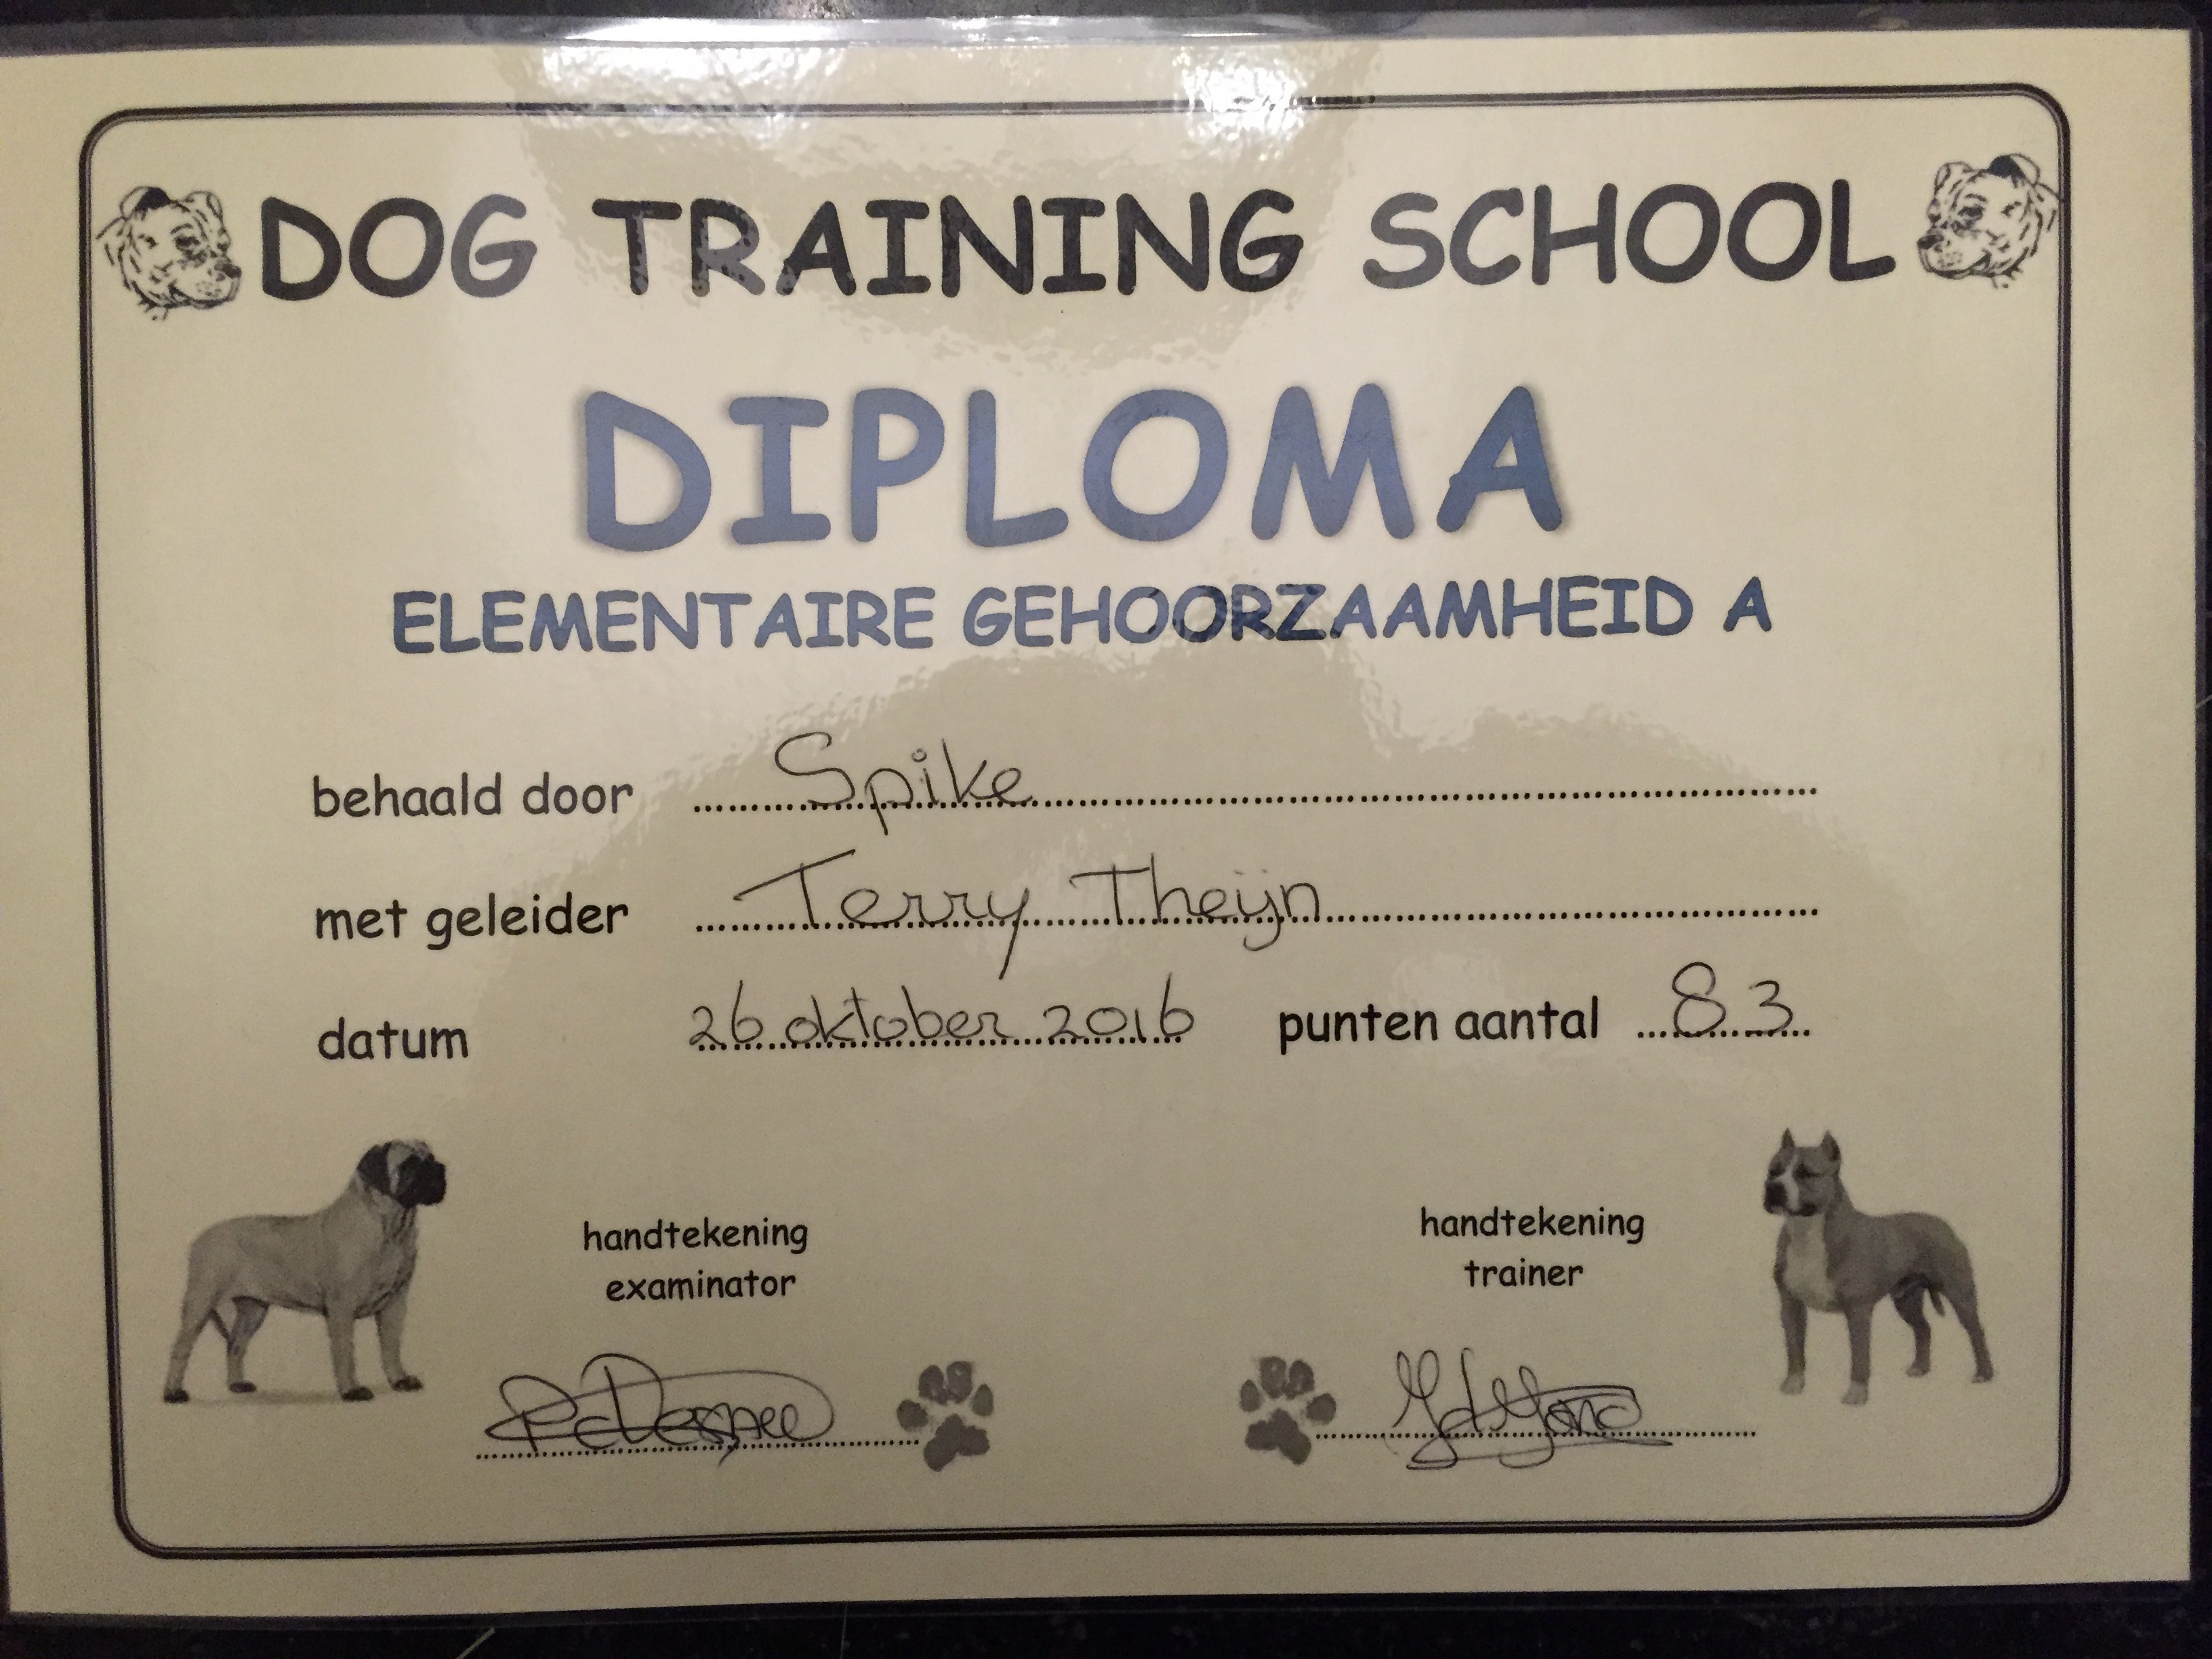 DOG TRAINING SCHOOL
DIPLOMA
ELEMENTAIRE GEHOORZAAMHEID A
behaald door Spike
met geleider Terry Theijn
datum 26 oktober 2016 punten aantal 83
handtekening
examinator
handtekening
trainer